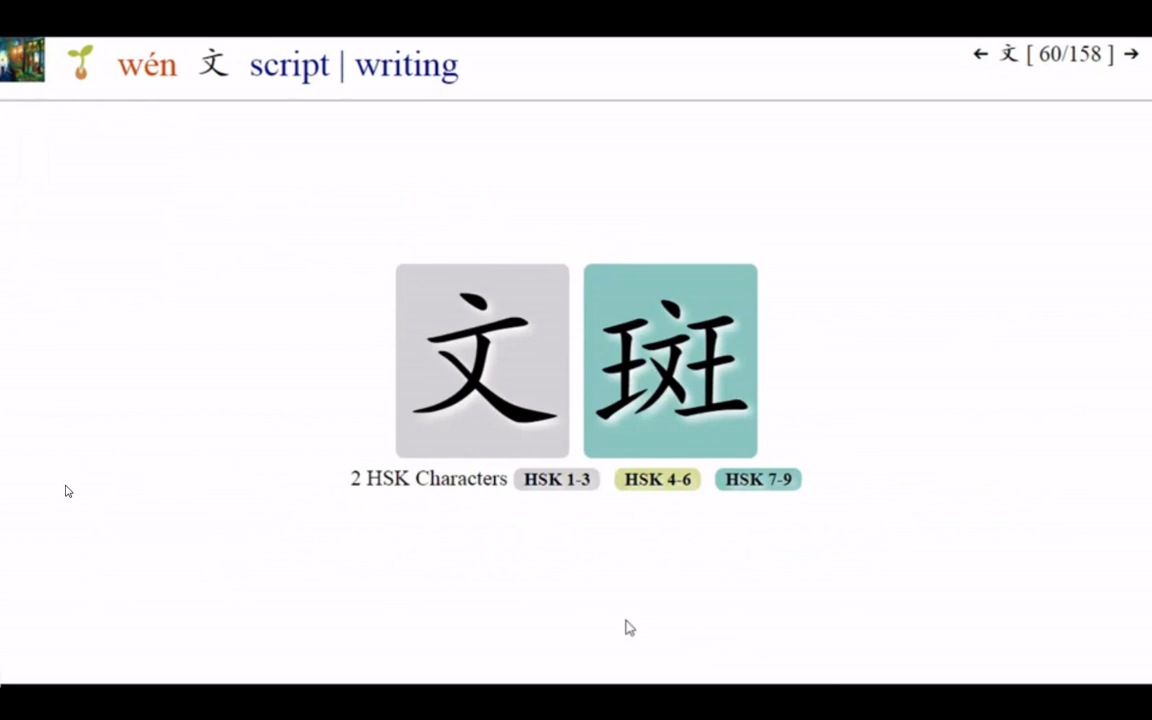 wén 文 script | writing
← 文 [ 60/158 ] →
文 斑
2 HSK Characters HSK 1-3 HSK 4-6 HSK 7-9